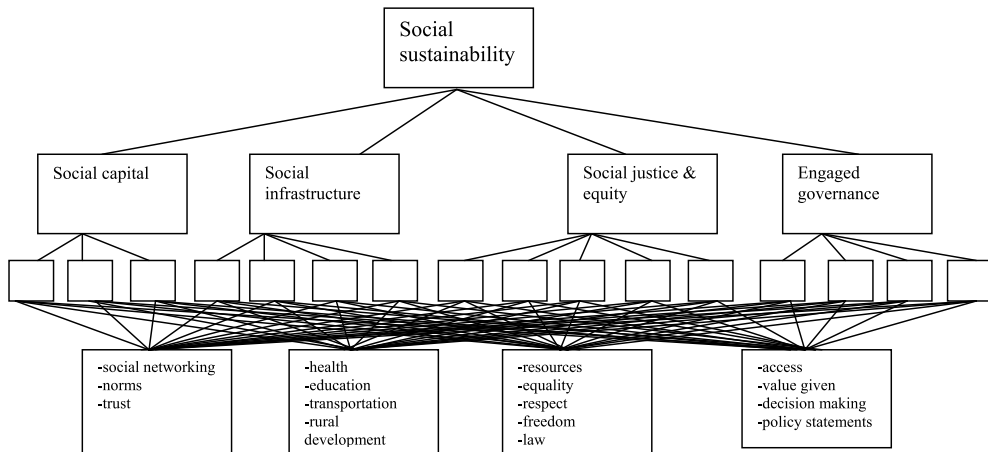 Social
sustainability
Social capital
Social
infrastructure
Social justice &
equity
Engaged
governance
-social networking
-norms
-trust
-health
-education
-transportation
-rural
development
-resources
-equality
-respect
-freedom
-law
-access
-value given
-decision making
-policy statements